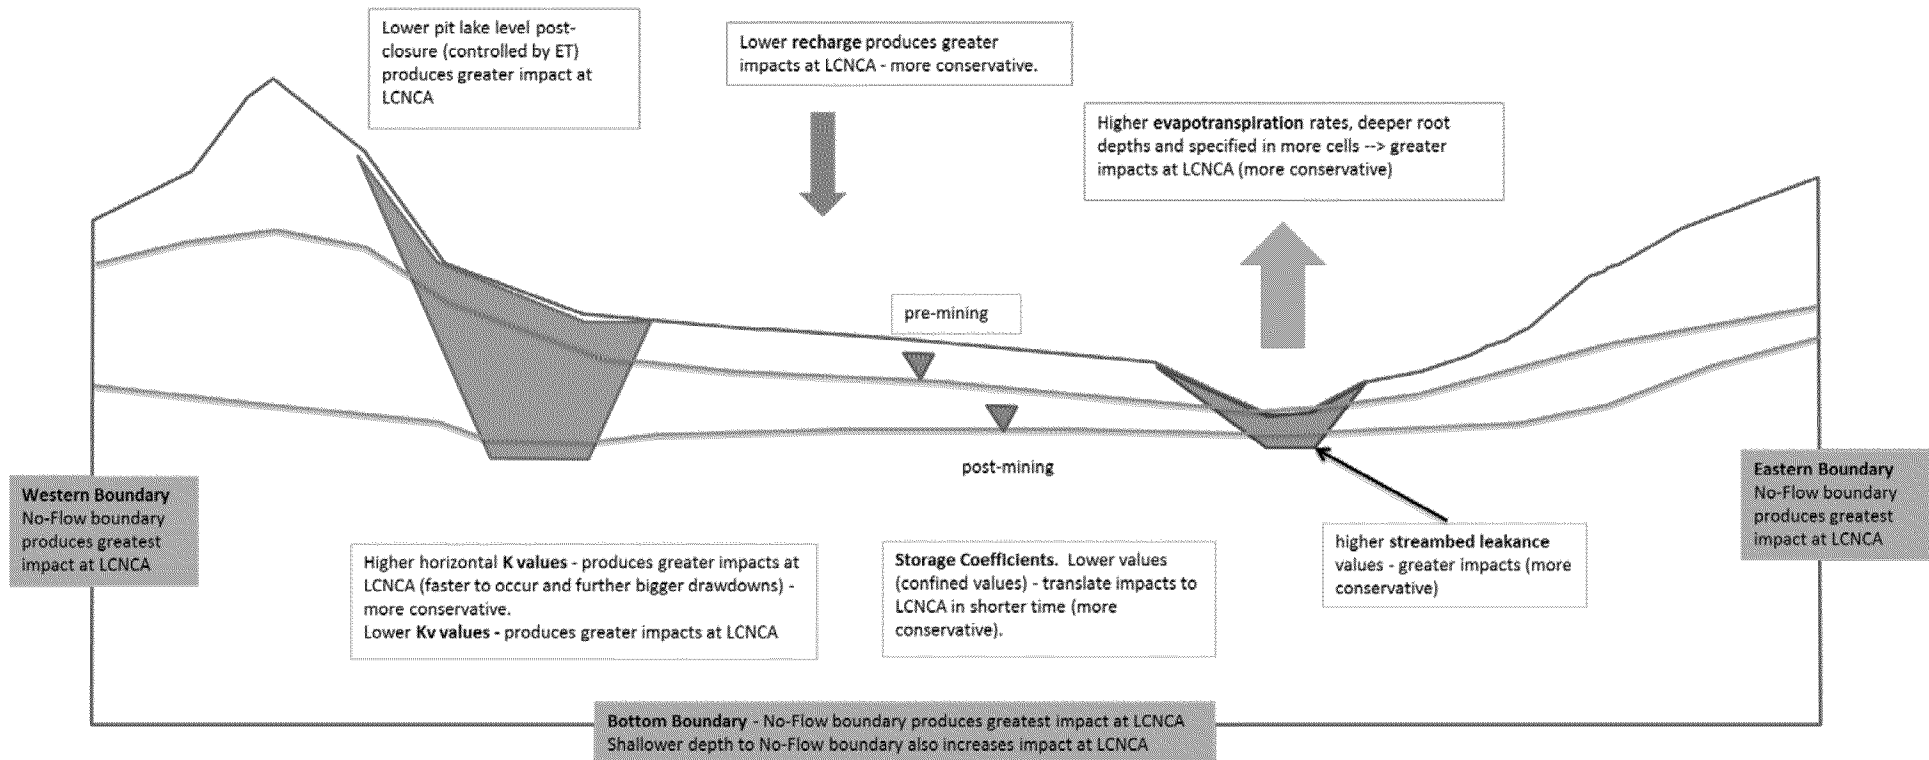 Lower pit lake level post-
closure (controlled by ET)
produces greater impact at
LCNCA
Lower recharge produces greater
impacts at LCNCA - more conservative.
Higher evapotranspiration rates, deeper root
depths and specified in more cells --> greater
impacts at LCNCA (more conservative)
pre-mining
post-mining
Western Boundary
No-Flow boundary
produces greatest
impact at LCNCA
Eastern Boundary
No-Flow boundary
produces greatest
impact at LCNCA
Higher horizontal K values - produces greater impacts at
LCNCA (faster to occur and further bigger drawdowns) -
more conservative.
Lower Kv values - produces greater impacts at LCNCA
Storage Coefficients. Lower values
(confined values) - translate impacts to
LCNCA in shorter time (more
conservative).
higher streambed leakance
values - greater impacts (more
conservative)
Bottom Boundary - No-Flow boundary produces greatest impact at LCNCA
Shallower depth to No-Flow boundary also increases impact at LCNCA